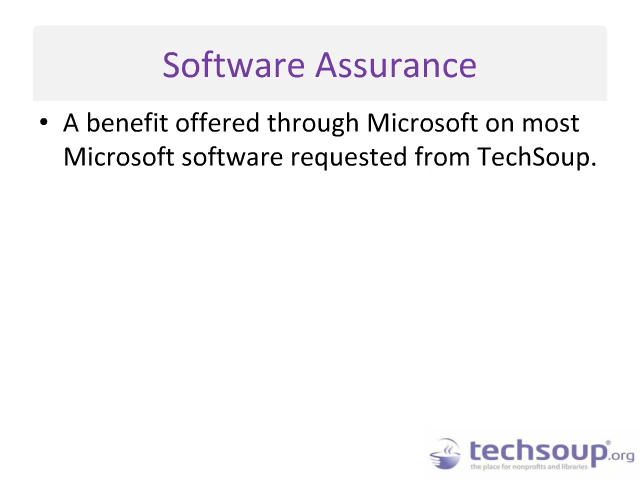 Software Assurance
• A benefit offered through Microsoft on most
Microsoft software requested from TechSoup.
techsoup®.org
the place for nonprofits and libraries